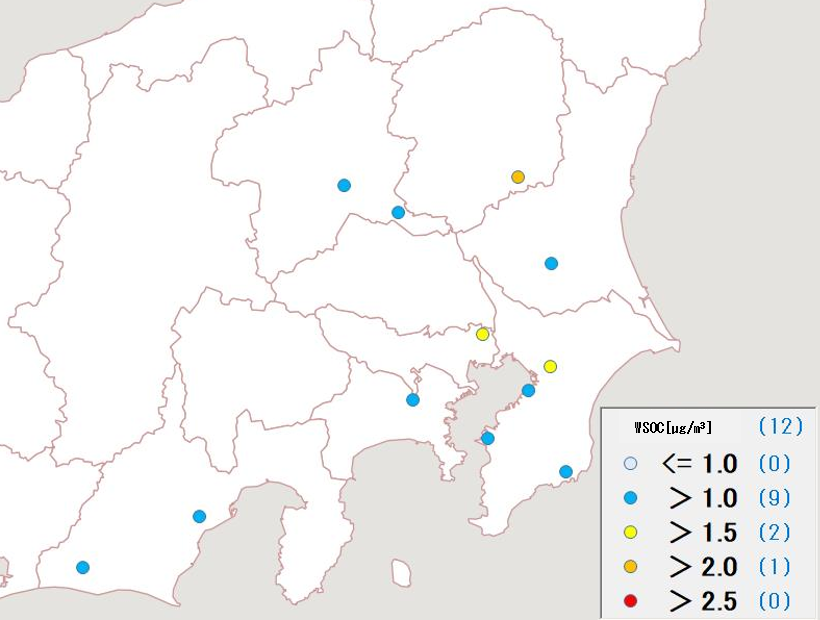 WSOC[μg/m³] (12)
<= 1.0 (0)
> 1.0 (9)
> 1.5 (2)
> 2.0 (1)
> 2.5 (0)